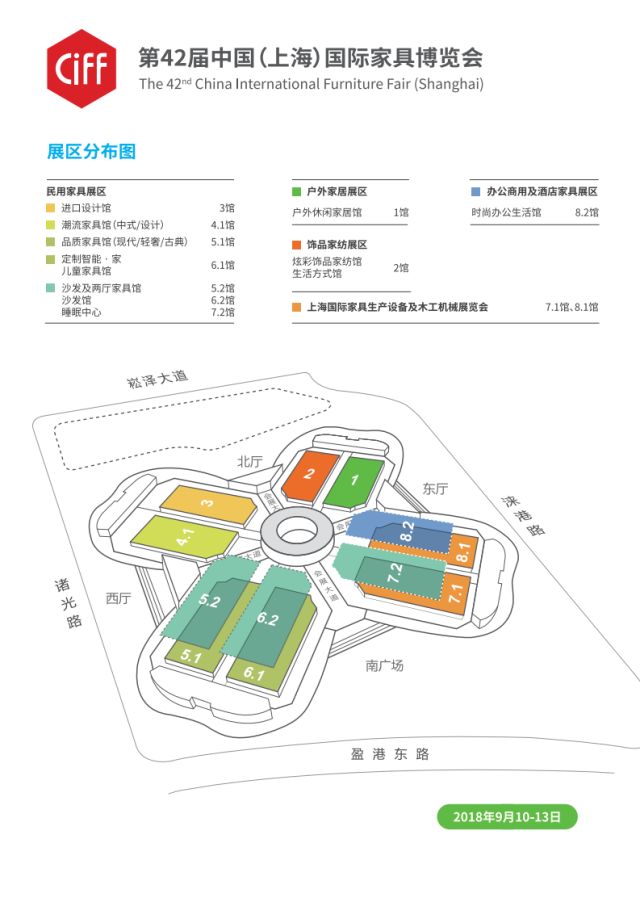 CiFF
第42届中国(上海)国际家具博览会
The 42nd China International Furniture Fair (Shanghai)
展区分布图
民用家具展区
进口设计馆 3馆
潮流家具馆(中式/设计) 4.1馆
品质家具馆(现代/轻奢/古典) 5.1馆
定制智能·家
儿童家具馆 6.1馆
沙发及两厅家具馆 5.2馆
沙发馆 6.2馆
睡眠中心 7.2馆
户外家居展区
户外休闲家居馆 1馆
饰品家纺展区
炫彩饰品家纺馆
生活方式馆 2馆
办公商用及酒店家具展区
时尚办公生活馆 8.2馆
上海国际家具生产设备及木工机械展览会 7.1馆、8.1馆
崧泽大道
北厅
2
1
东厅
涞港路
3
4.1
会展大
会展
8.2
8.1
7.2
7.1
大道
会展大道
诸光路
西厅
5.2
6.2
5.1
6.1
南广场
盈港东路
2018年9月10-13日